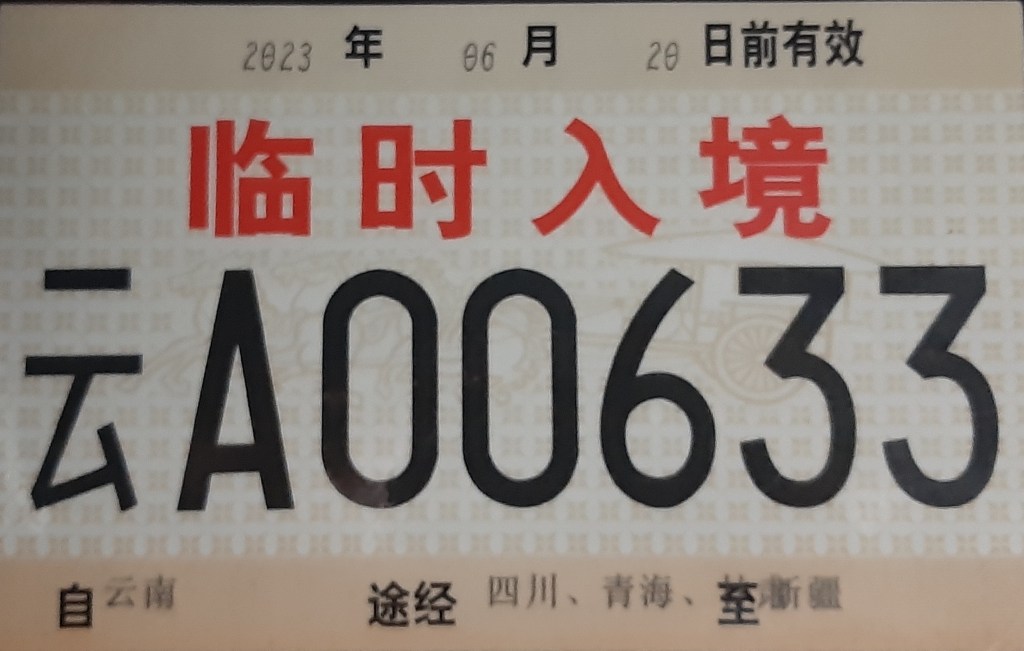 2023 年 06 月 20 日前有效
临时入境
云A00633
自 云南 途经 四川、青海、 至 新疆